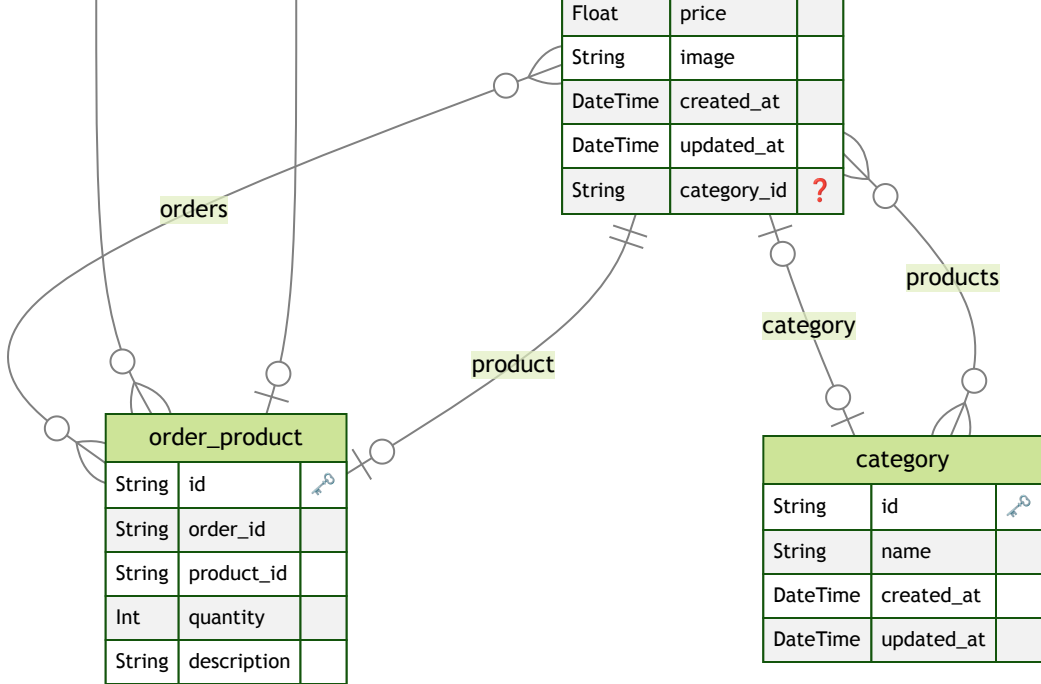 Float price
String image
DateTime created_at
DateTime updated_at
String category_id ❓
orders
products
category
product
order_product
String id
String order_id
String product_id
Int quantity
String description
category
String id
String name
DateTime created_at
DateTime updated_at